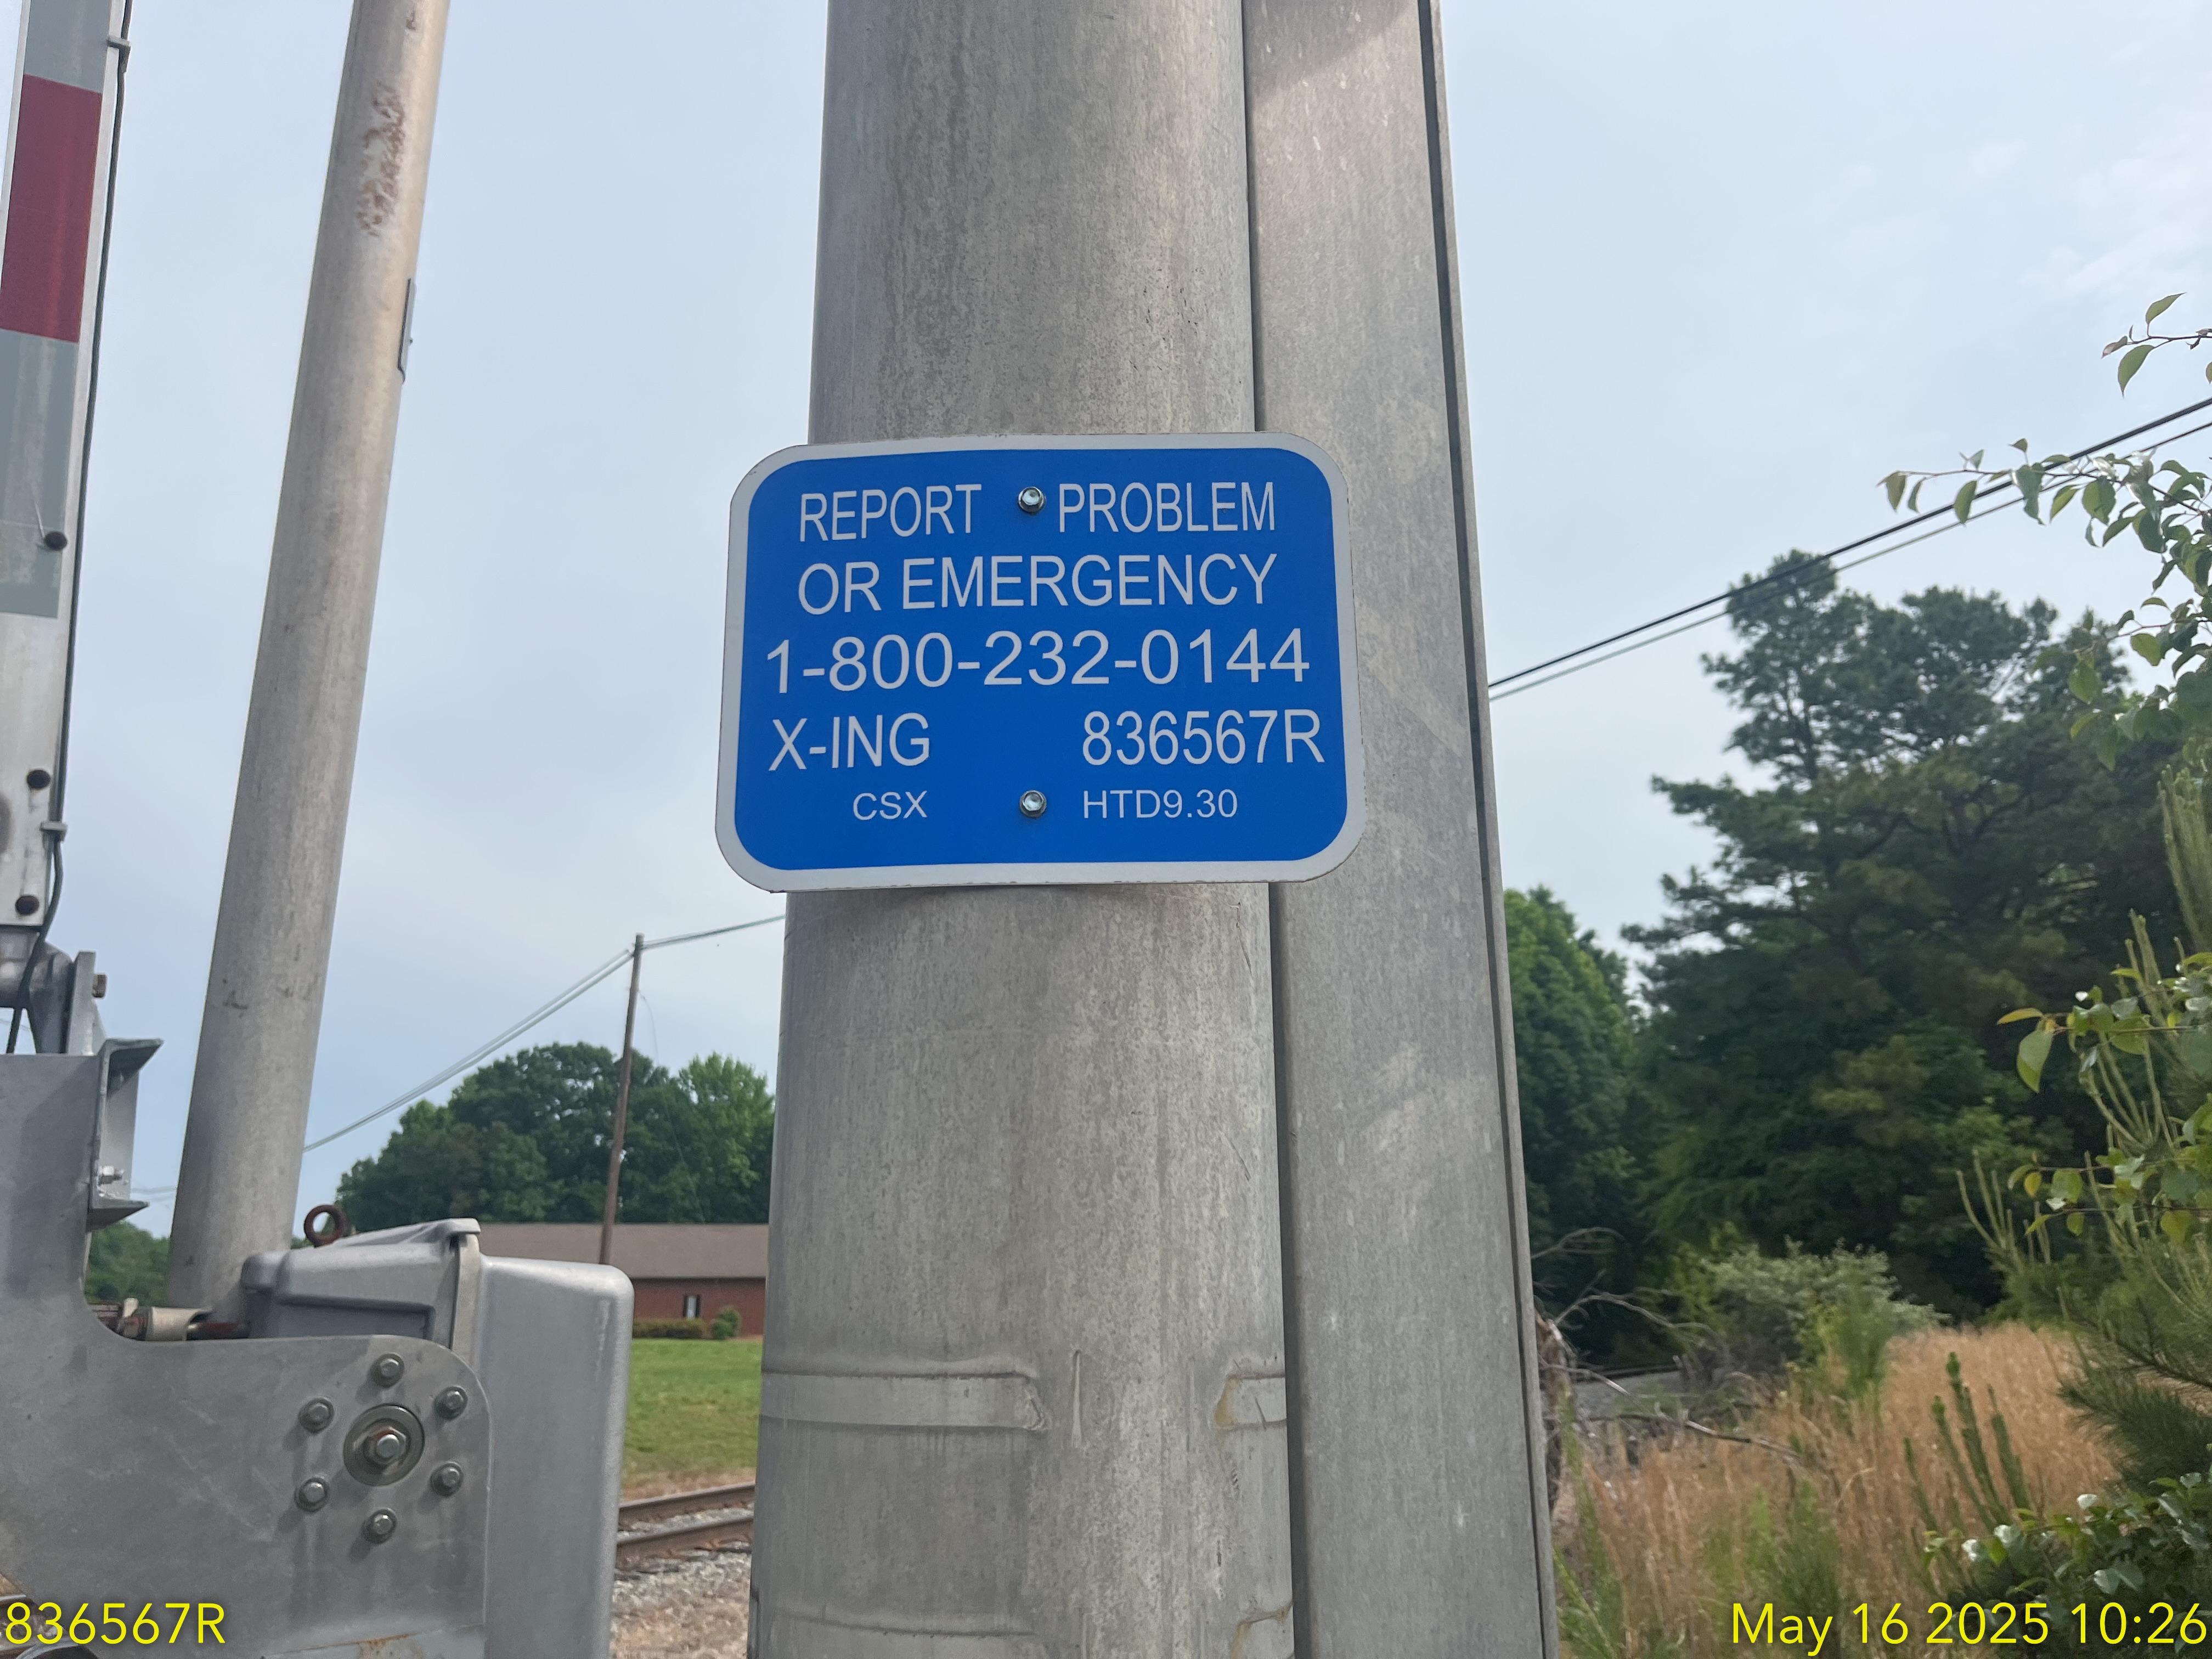 REPORT PROBLEM
OR EMERGENCY
1-800-232-0144
X-ING 836567R
CSX HTD9.30
836567R
May 16 2025 10:26